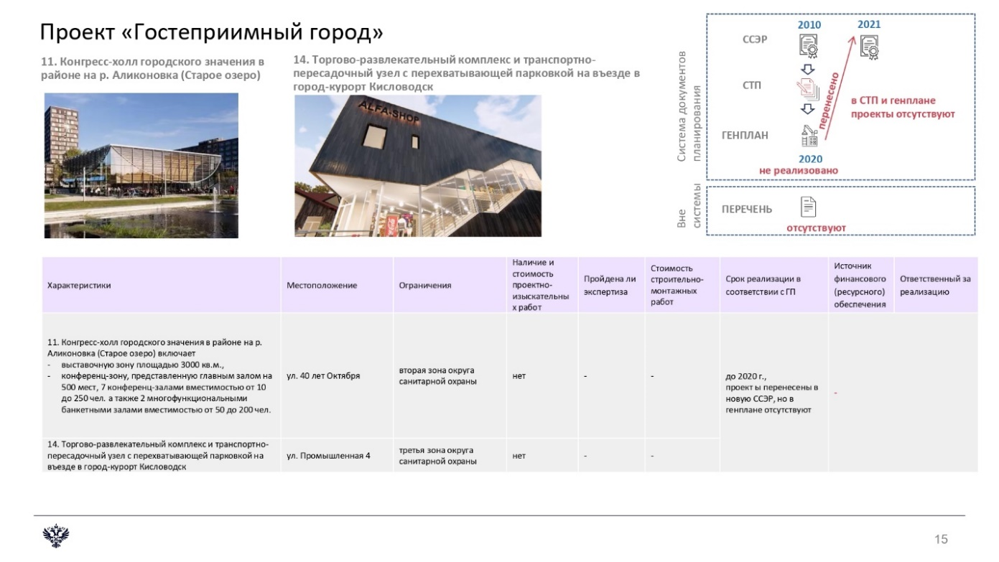 Проект «Гостеприимный город»
11. Конгресс-холл городского значения в
районе на р. Аликоновка (Старое озеро)
14. Торгово-развлекательный комплекс и транспортно-
пересадочный узел с перехватывающей парковкой на въезде в
город-курорт Кисловодск
ALFA-SHOP
Система документов
планирования
2010
2021
ССЭР
СТП
ГЕНПЛАН
перенесено
в СТП и генплане
проекты отсутствуют
2020
не реализовано
Вне
системы
ПЕРЕЧЕНЬ
отсутствуют
Характеристики
Местоположение
Ограничения
Наличие и
стоимость
проектно-
изыскательны
х работ
Пройдена ли
экспертиза
Стоимость
строительно-
монтажных
работ
Срок реализации в
соответствии с ГП
Источник
финансового
(ресурсного)
обеспечения
Ответственный за
реализацию
11. Конгресс-холл городского значения в районе на р.
Аликоновка (Старое озеро) включает
- выставочную зону площадью 3000 кв.м.,
- конференц-зону, представленную главным залом на
500 мест, 7 конференц-залами вместимостью от 10
до 250 чел. а также 2 многофункциональными
банкетными залами вместимостью от 50 до 200 чел.
ул. 40 лет Октября
вторая зона округа
санитарной охраны
нет
-
-
до 2020 г.,
проект ы перенесены в
новую ССЭР, но в
генплане отсутствуют
-
14. Торгово-развлекательный комплекс и транспортно-
пересадочный узел с перехватывающей парковкой на
въезде в город-курорт Кисловодск
ул. Промышленная 4
третья зона округа
санитарной охраны
нет
-
-
15